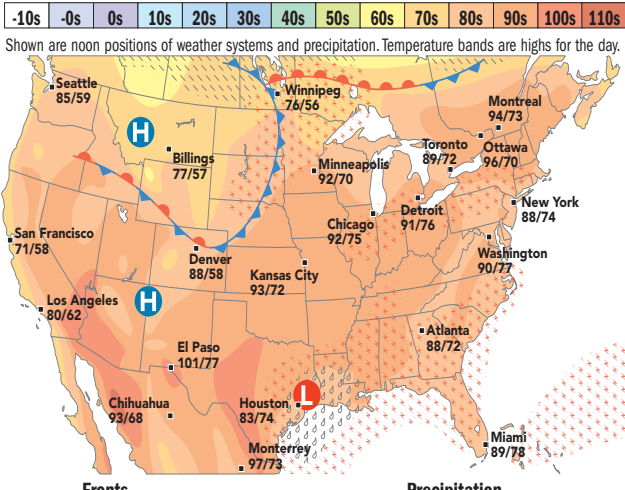 -10s -0s 0s 10s 20s 30s 40s 50s 60s 70s 80s 90s 100s 110s
Shown are noon positions of weather systems and precipitation. Temperature bands are highs for the day.
Seattle
85/59
Winnipeg
76/56
Montreal
94/73
H
Billings
77/57
Toronto
89/72
Ottawa
96/70
Minneapolis
92/70
New York
88/74
Detroit
91/76
Chicago
92/75
San Francisco
71/58
Washington
90/77
Denver
88/58
Kansas City
93/72
H
Los Angeles
80/62
Atlanta
88/72
El Paso
101/77
L
Chihuahua
93/68
Houston
83/74
Miami
89/78
Monterrey
97/73
Fronts Precipitation